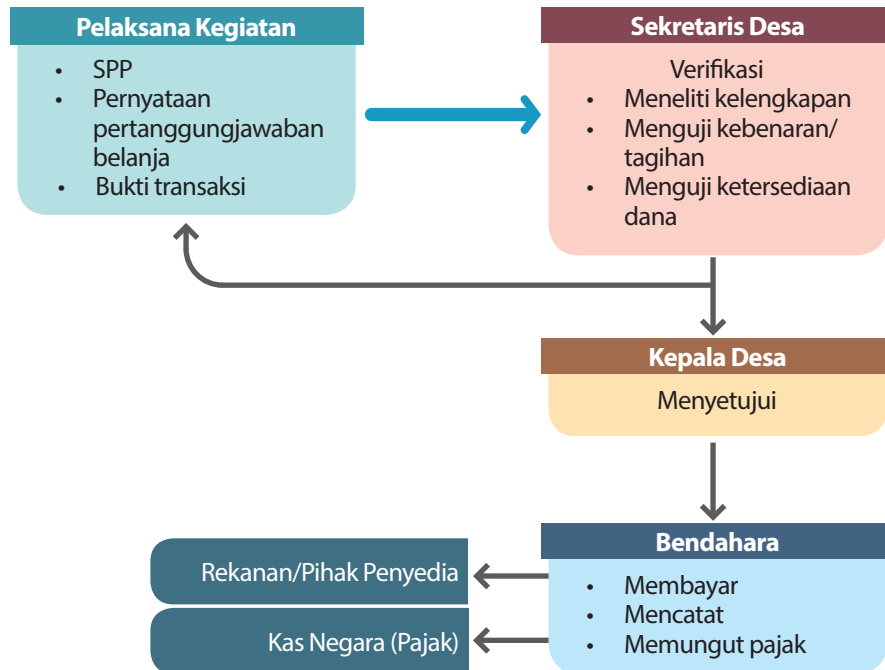 Pelaksana Kegiatan
• SPP
• Pernyataan
pertanggungjawaban
belanja
• Bukti transaksi
Sekretaris Desa
Verifikasi
• Meneliti kelengkapan
• Menguji kebenaran/
tagihan
• Menguji ketersediaan
dana
Kepala Desa
Menyetujui
Bendahara
• Membayar
• Mencatat
• Memungut pajak
Rekanan/Pihak Penyedia
Kas Negara (Pajak)